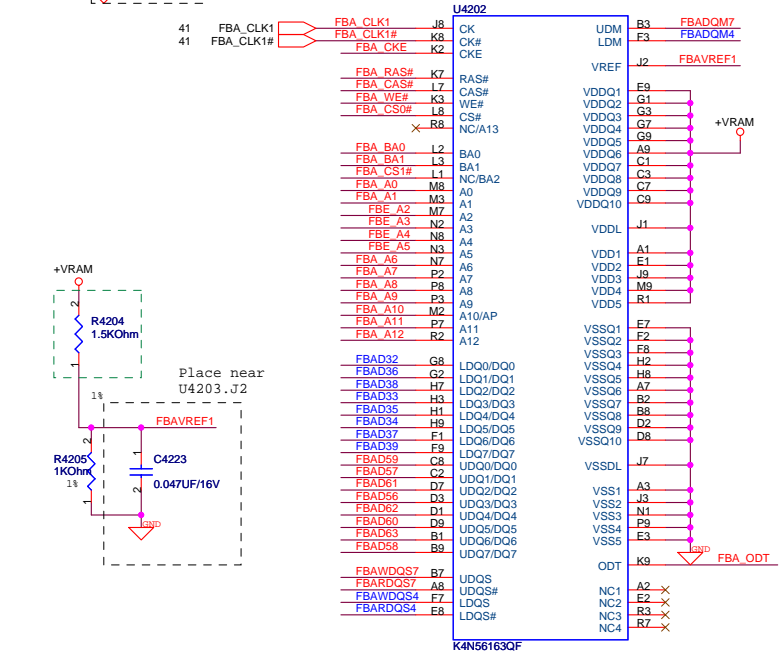 U4202
41 FBA_CLK1 FBA_CLK1 J8 CK UDM B3 FBADQM7
41 FBA_CLK1# FBA_CLK1# K8 CK# LDM F3 FBADQM4
FBA_CKE K2 CKE
VREF J2 FBAVREF1
FBA_RAS# K7 RAS#
FBA_CAS# L7 CAS# VDDQ1 E9
FBA_WE# K3 WE# VDDQ2 G1
FBA_CS0# L8 CS# VDDQ3 G3
R8 NC/A13 VDDQ4 G7 +VRAM
VDDQ5 G9
FBA_BA0 L2 BA0 VDDQ6 A9
FBA_BA1 L3 BA1 VDDQ7 C1
FBA_CS1# L1 NC/BA2 VDDQ8 C3
FBA_A0 M8 A0 VDDQ9 C7
FBA_A1 M3 A1 VDDQ10 C9
FBE_A2 M7 A2
FBE_A3 N2 A3 VDDL J1
FBE_A4 N8 A4
FBE_A5 N3 A5 VDD1 A1
FBA_A6 N7 A6 VDD2 E1
FBA_A7 P2 A7 VDD3 J9
FBA_A8 P8 A8 VDD4 M9
FBA_A9 P3 A9 VDD5 R1
FBA_A10 M2 A10/AP
FBA_A11 P7 A11 VSSQ1 E7
FBA_A12 R2 A12 VSSQ2 F2
VSSQ3 F8
FBAD32 G8 LDQ0/DQ0 VSSQ4 H2
FBAD36 G2 LDQ1/DQ1 VSSQ5 H8
FBAD38 H7 LDQ2/DQ2 VSSQ6 A7
FBAD33 H3 LDQ3/DQ3 VSSQ7 B2
FBAD35 H1 LDQ4/DQ4 VSSQ8 B8
FBAD34 H9 LDQ5/DQ5 VSSQ9 D2
FBAD37 F1 LDQ6/DQ6 VSSQ10 D8
FBAD39 F9 LDQ7/DQ7
FBAD59 C8 UDQ0/DQ0 VSSDL J7
FBAD57 C2 UDQ1/DQ1
FBAD61 D7 UDQ2/DQ2 VSS1 A3
FBAD56 D3 UDQ3/DQ3 VSS2 J3
FBAD62 D1 UDQ4/DQ4 VSS3 N1
FBAD60 D9 UDQ5/DQ5 VSS4 P9
FBAD63 B1 UDQ6/DQ6 VSS5 E3
FBAD58 B9 UDQ7/DQ7 GND
ODT K9 FBA_ODT
FBAWDQS7 B7 UDQS
FBARDQS7 A8 UDQS# NC1 A2
FBAWDQS4 F7 LDQS NC2 E2
FBARDQS4 E8 LDQS# NC3 R3
NC4 R7
K4N56163QF
+VRAM
2
R4204
1.5KOhm
1
1%
Place near
U4203.J2
FBAVREF1
2
R4205
1KOhm
1%
1
1
C4223
0.047UF/16V
2
GND